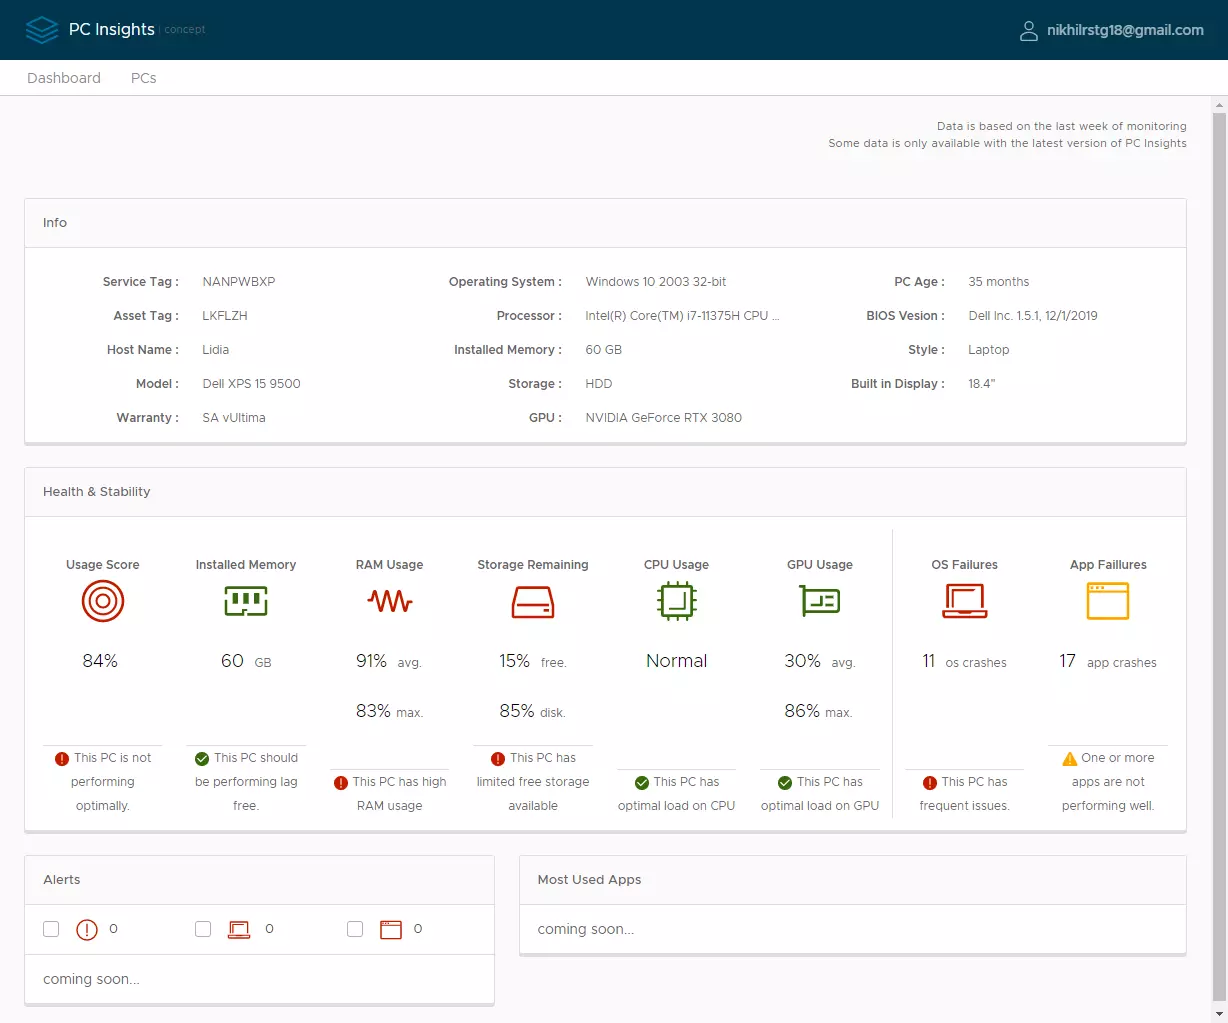 PC Insights | concept
nikhilrstg18@gmail.com
Dashboard PCs
Data is based on the last week of monitoring
Some data is only available with the latest version of PC Insights
Info
Service Tag : NANPWBXP Operating System : Windows 10 2003 32-bit PC Age : 35 months
Asset Tag : LKFLZH Processor : Intel(R) Core(TM) i7-11375H CPU ... BIOS Vesion : Dell Inc. 1.5.1, 12/1/2019
Host Name : Lidia Installed Memory : 60 GB Style : Laptop
Model : Dell XPS 15 9500 Storage : HDD Built in Display : 18.4"
Warranty : SA vUltima GPU : NVIDIA GeForce RTX 3080
Health & Stability
Usage Score
84%
This PC is not
performing
optimally.
Installed Memory
60 GB
This PC should
be performing lag
free.
RAM Usage
91% avg.
83% max.
This PC has high
RAM usage
Storage Remaining
15% free.
85% disk.
This PC has
limited free storage
available
CPU Usage
Normal
This PC has
optimal load on CPU
GPU Usage
30% avg.
86% max.
This PC has
optimal load on GPU
OS Failures
11 os crashes
This PC has
frequent issues.
App Faillures
17 app crashes
One or more
apps are not
performing well.
Alerts
0 0 0
coming soon...
Most Used Apps
coming soon...